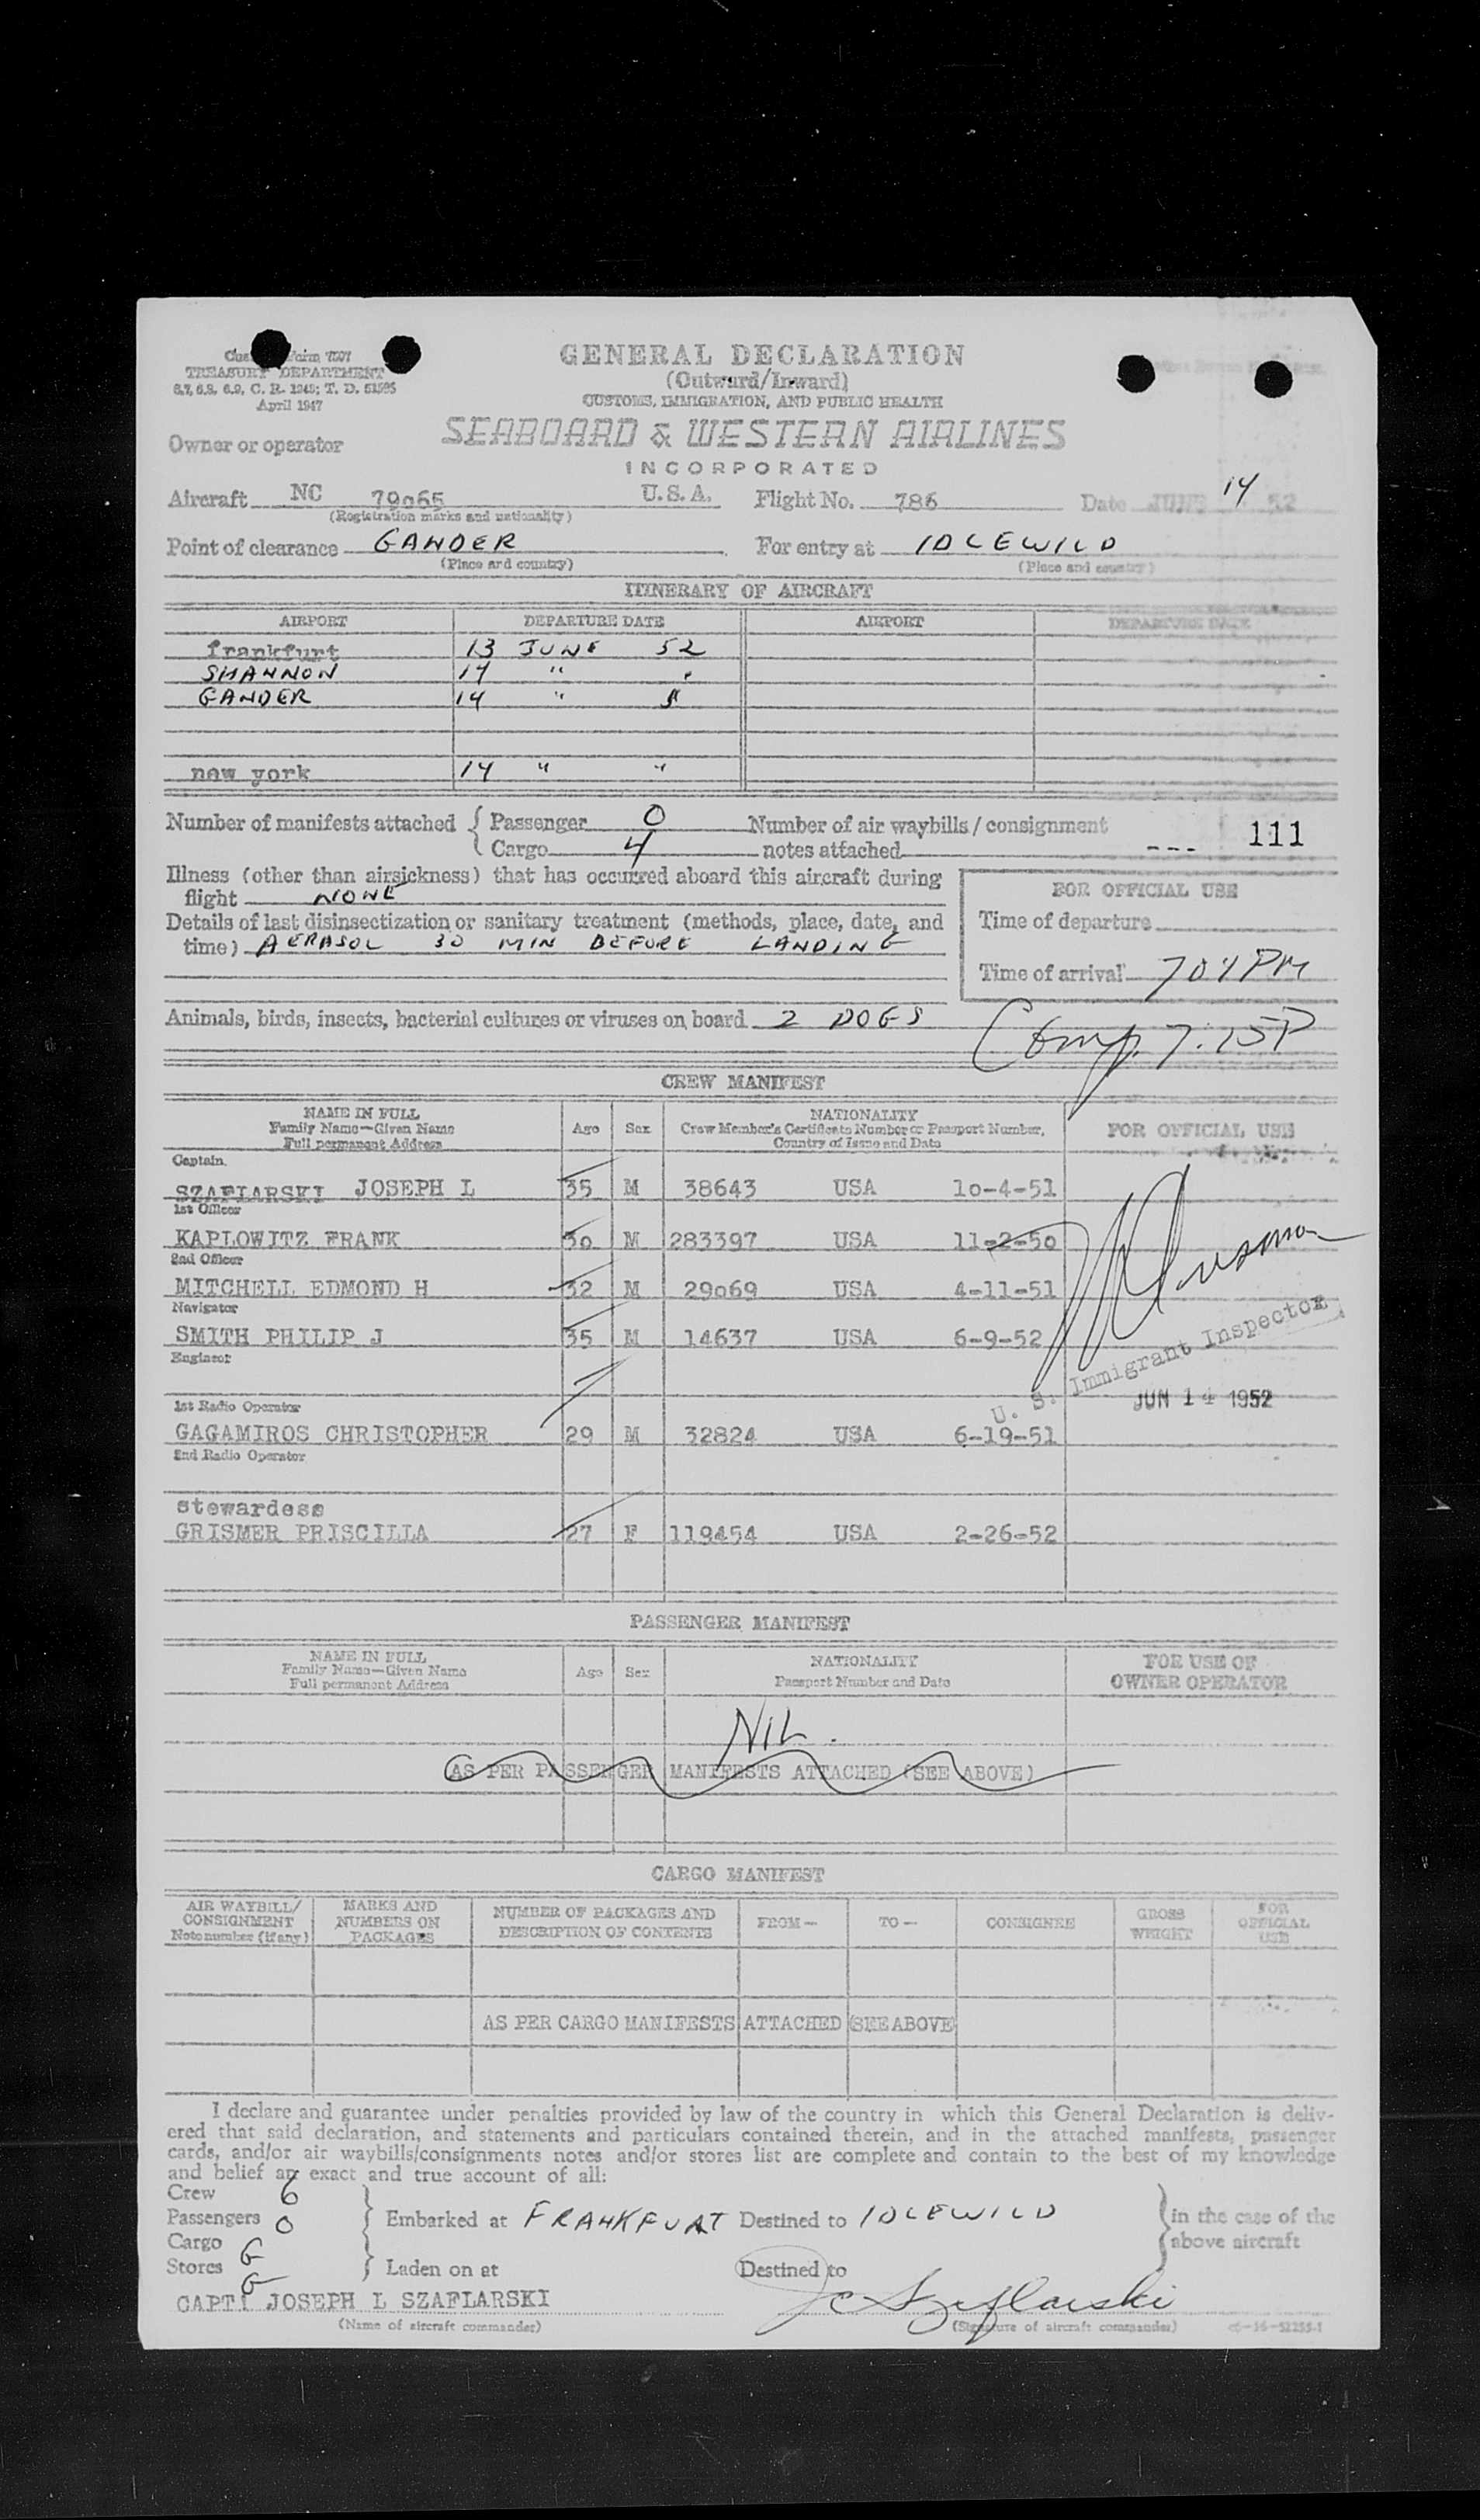 Customs Form 7507
TREASURY DEPARTMENT
6.7, 6.8, 6.9, C. R. 1943; T. D. 51595
April 1947
GENERAL DECLARATION
(Outward/Inward)
CUSTOMS, IMMIGRATION, AND PUBLIC HEALTH
Owner or operator SEABOARD & WESTERN AIRLINES
INCORPORATED
Aircraft NC 79065 U.S.A. Flight No. 786 Date JUNE 14 52
(Registration marks and nationality)
Point of clearance GANDER For entry at IDLEWILD
(Place and country) (Place and country)
ITINERARY OF AIRCRAFT
AIRPORT DEPARTURE DATE AIRPORT DEPARTURE DATE
frankfurt 13 JUNE 52
SHANNON 14 " "
GANDER 14 " "
new york 14 " "
Number of manifests attached { Passenger 0 Number of air waybills / consignment
Cargo 4 notes attached --- 111
Illness (other than airsickness) that has occurred aboard this aircraft during
flight NONE
FOR OFFICIAL USE
Details of last disinsectization or sanitary treatment (methods, place, date, and
time) AERASOL 30 MIN BEFORE LANDING
Time of departure
Time of arrival 704 PM
Animals, birds, insects, bacterial cultures or viruses on board 2 DOGS
Comp. 7:15P
CREW MANIFEST
NAME IN FULL
Family Name—Given Name
Full permanent Address
Age Sex
NATIONALITY
Crew Member's Certificate Number or Passport Number,
Country of Issue and Date
FOR OFFICIAL USE
Captain
SZAFLARSKI JOSEPH L 35 M 38643 USA 10-4-51
1st Officer
KAPLOWITZ FRANK 30 M 283397 USA 11-2-50
2nd Officer
MITCHELL EDMOND H 32 M 29069 USA 4-11-51
Navigator
SMITH PHILIP J 35 M 14637 USA 6-9-52
Engineer
U. S. Immigrant Inspector
JUN 14 1952
1st Radio Operator
GAGAMIROS CHRISTOPHER 29 M 32824 USA 6-19-51
2nd Radio Operator
stewardess
GRISMER PRISCILLA 27 F 119454 USA 2-26-52
PASSENGER MANIFEST
NAME IN FULL
Family Name—Given Name
Full permanent Address
Age Sex
NATIONALITY
Passport Number and Date
FOR USE OF
OWNER OPERATOR
NIL.
AS PER PASSENGER MANIFESTS ATTACHED (SEE ABOVE)
CARGO MANIFEST
AIR WAYBILL/
CONSIGNMENT
Note number (if any)
MARKS AND
NUMBERS ON
PACKAGES
NUMBER OF PACKAGES AND
DESCRIPTION OF CONTENTS
FROM— TO— CONSIGNEE
GROSS
WEIGHT
FOR
OFFICIAL
USE
AS PER CARGO MANIFESTS ATTACHED (SEE ABOVE
I declare and guarantee under penalties provided by law of the country in which this General Declaration is deliv-
ered that said declaration, and statements and particulars contained therein, and in the attached manifests, passenger
cards, and/or air waybills/consignments notes and/or stores list are complete and contain to the best of my knowledge
and belief an exact and true account of all:
Crew 6
Passengers 0 } Embarked at FRANKFURT Destined to IDLEWILD } in the case of the
Cargo G above aircraft
Stores G } Laden on at Destined to
CAPT: JOSEPH L SZAFLARSKI J L Szaflarski
(Name of aircraft commander) (Signature of aircraft commander)